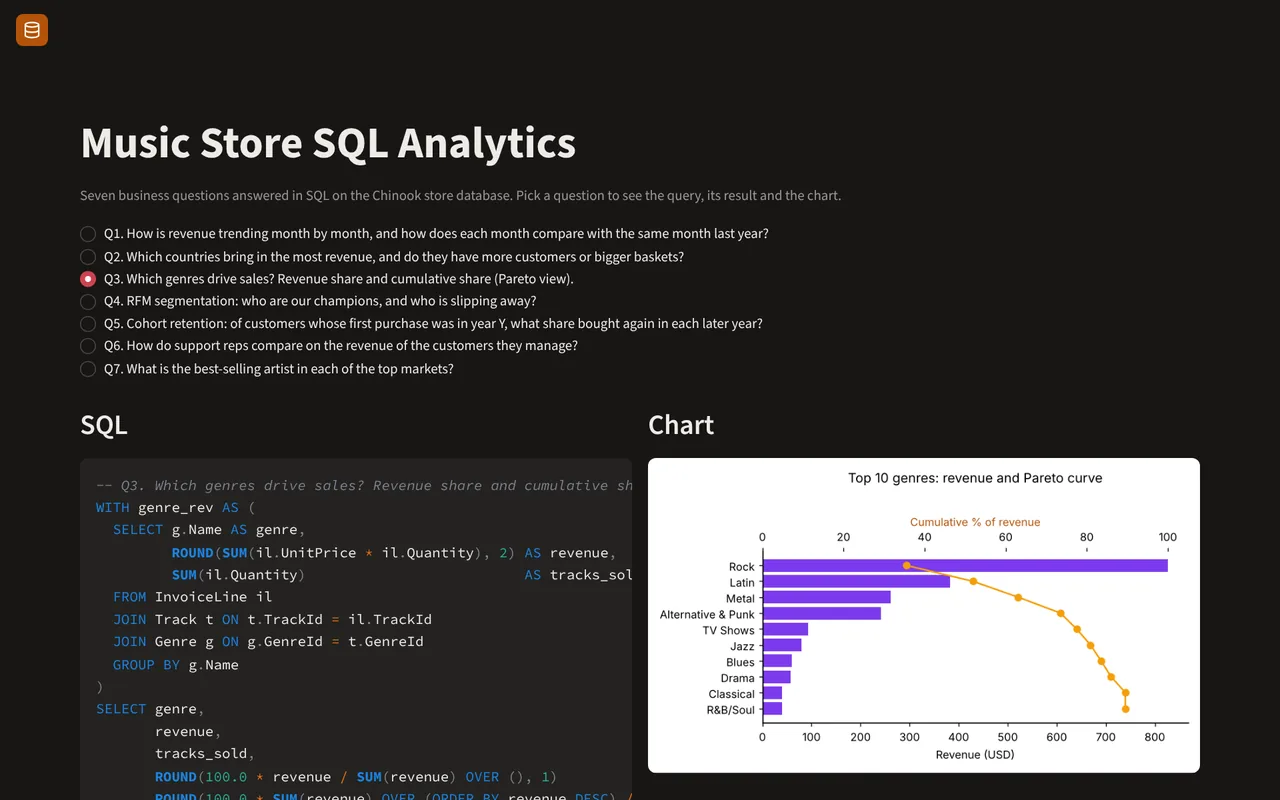 Music Store SQL Analytics
Seven business questions answered in SQL on the Chinook store database. Pick a question to see the query, its result and the chart.
Q1. How is revenue trending month by month, and how does each month compare with the same month last year?
Q2. Which countries bring in the most revenue, and do they have more customers or bigger baskets?
Q3. Which genres drive sales? Revenue share and cumulative share (Pareto view).
Q4. RFM segmentation: who are our champions, and who is slipping away?
Q5. Cohort retention: of customers whose first purchase was in year Y, what share bought again in each later year?
Q6. How do support reps compare on the revenue of the customers they manage?
Q7. What is the best-selling artist in each of the top markets?
SQL
-- Q3. Which genres drive sales? Revenue share and cumulative sh
WITH genre_rev AS (
SELECT g.Name AS genre,
ROUND(SUM(il.UnitPrice * il.Quantity), 2) AS revenue,
SUM(il.Quantity) AS tracks_sol
FROM InvoiceLine il
JOIN Track t ON t.TrackId = il.TrackId
JOIN Genre g ON g.GenreId = t.GenreId
GROUP BY g.Name
)
SELECT genre,
revenue,
tracks_sold,
ROUND(100.0 * revenue / SUM(revenue) OVER (), 1)
ROUND(100.0 * SUM(revenue) OVER (ORDER BY revenue DESC) /
Chart
Top 10 genres: revenue and Pareto curve
Cumulative % of revenue
0 20 40 60 80 100
Rock
Latin
Metal
Alternative & Punk
TV Shows
Jazz
Blues
Drama
Classical
R&B/Soul
0 100 200 300 400 500 600 700 800
Revenue (USD)